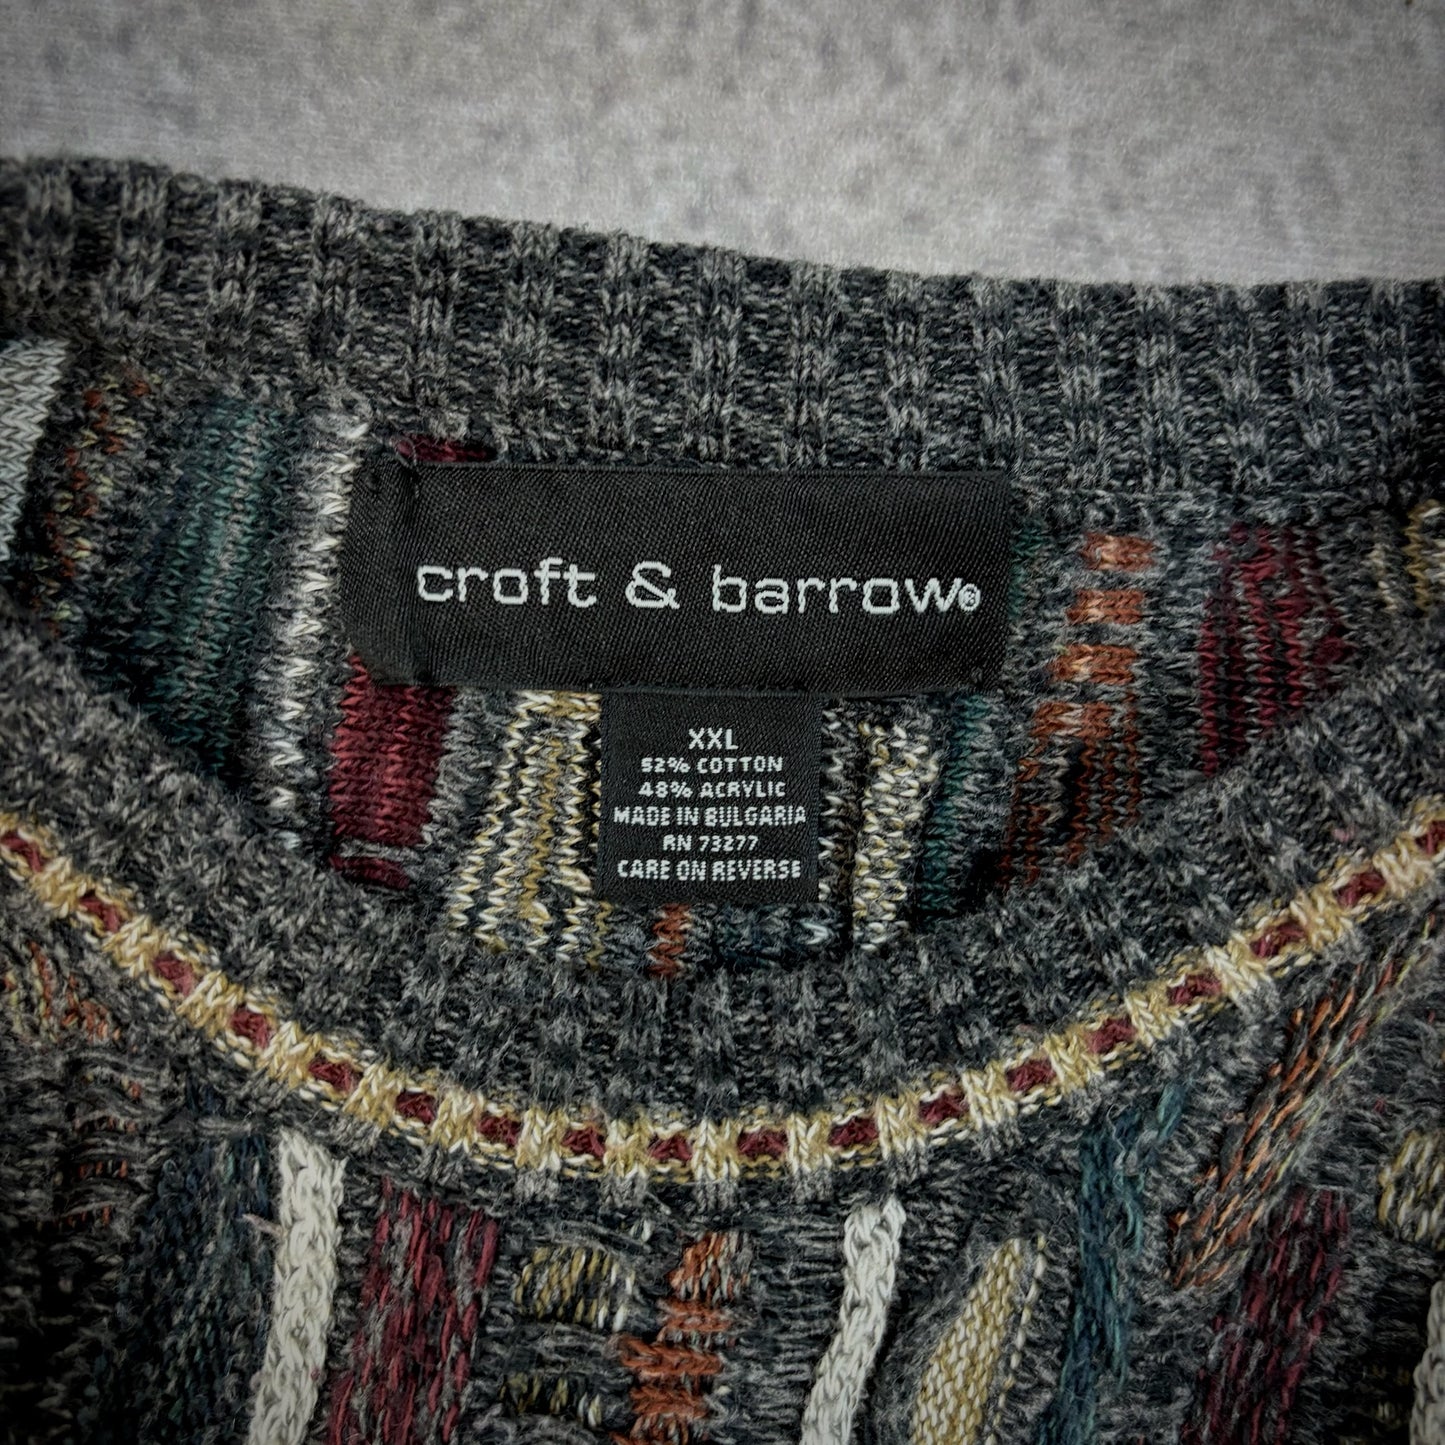 croft & barrow®
XXL
52% COTTON
48% ACRYLIC
MADE IN BULGARIA
RN 73277
CARE ON REVERSE